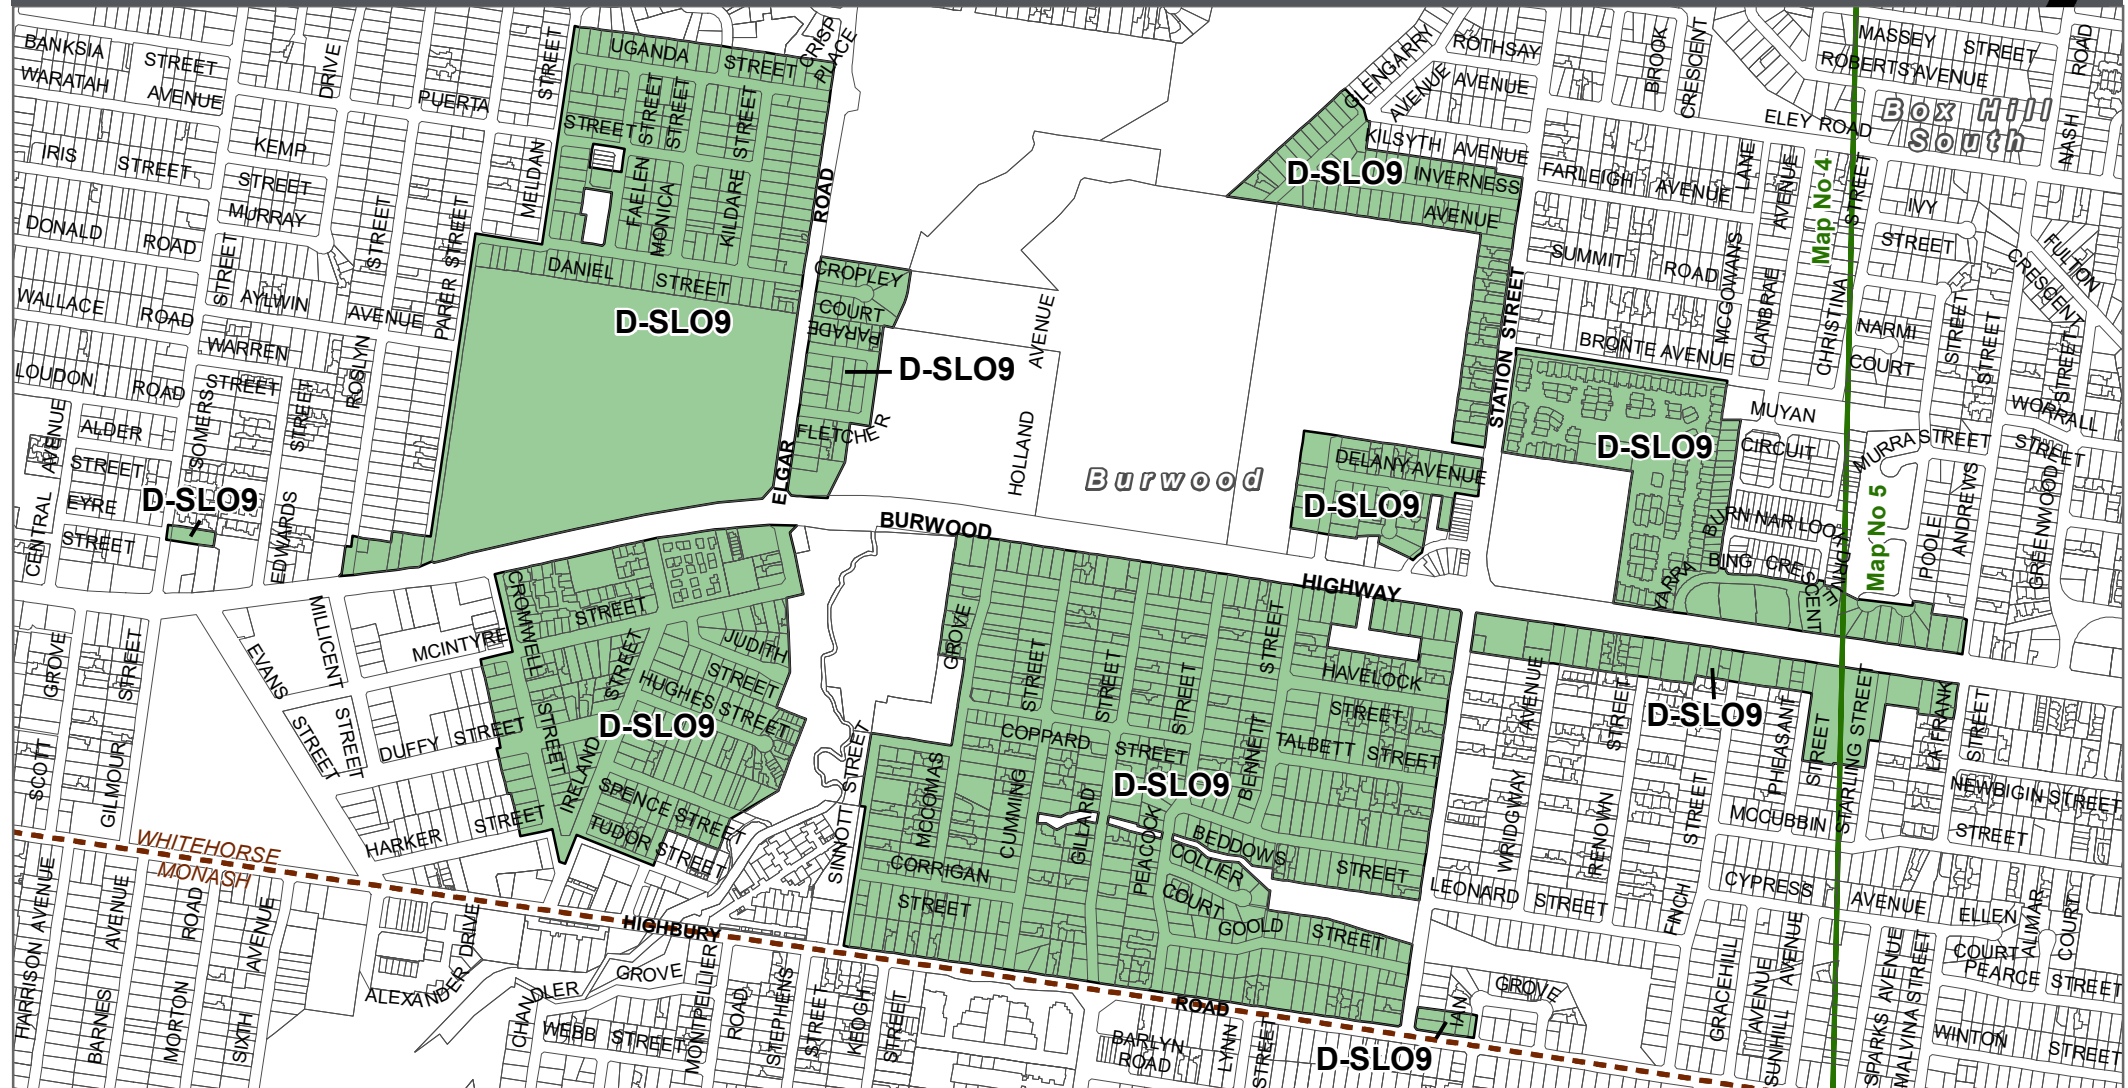 BANKSIA
STREET
WARATAH
AVENUE
DRIVE
PUERTA
STREET
UGANDA
STREET
CRISP
PLACE
IRIS
STREET
KEMP
STREET
MURRAY
STREET
MELDAN
STREET
STREET
STREET
STREET
FAELEN
MONICA
KILDARE
ROAD
DONALD
ROAD
STREET
STREET
PARER
STREET
DANIEL
STREET
WALLACE
ROAD
AYLWIN
AVENUE
D-SLO9
CROPLEY
COURT
PARADE
D-SLO9
FLETCHER
ELGAR
AVENUE
HOLLAND
LOUDON
ROAD
WARREN
STREET
ROSLYN
AVENUE
CENTRAL
ALDER
STREET
SOMERS
STREET
EDWARDS
EYRE
STREET
D-SLO9
Burwood
BURWOOD
HIGHWAY
GLENGARRY
AVENUE
ROTHSAY
AVENUE
BROOK
CRESCENT
KILSYTH AVENUE
INVERNESS
AVENUE
D-SLO9
FARLEIGH
AVENUE
LANE
AVENUE
ELEY ROAD
MASSEY
STREET
ROBERTS AVENUE
ROAD
NASH
Box Hill
South
STREET
Map No 4
IVY
STREET
FULTON
CRESCENT
SUMMIT
ROAD
MCGOWANS
CLANBRAE
CHRISTINA
STATION STREET
BRONTE AVENUE
NARMI
COURT
STREET
STREET
STREET
WORRALL
STREET
MUYAN
CIRCUIT
MURRA STREET
D-SLO9
DELANY AVENUE
D-SLO9
Map No 5
POOLE
ANDREWS
GREENWOOD
BURN NAR LOOK
BING CRESCENT
YARRA
GROVE
SCOTT
STREET
GILMOUR
EVANS
STREET
MILLICENT
STREET
MCINTYRE
STREET
CROMWELL
STREET
DUFFY
STREET
HARKER
STREET
STREET
IRELAND
JUDITH
STREET
HUGHES STREET
D-SLO9
SPENCE STREET
TUDOR STREET
SINNOTT
STREET
GROVE
STREET
STREET
STREET
STREET
COPPARD
STREET
D-SLO9
MCCOMAS
CUMMING
GILLARD
PEACOCK
BENNETT
HAVELOCK
STREET
TALBETT STREET
BEDDOWS
STREET
COLLIER
COURT
GOOLD
STREET
CORRIGAN
STREET
AVENUE
WRIDGWAY
STREET
RENOWN
STREET
FINCH
D-SLO9
PHEASANT
STREET
STARLING STREET
LA FRANK
STREET
NEWBIGIN STREET
MCCUBBIN
STREET
LEONARD
STREET
CYPRESS
AVENUE
ELLEN
COURT
ALIMAR
COURT
PEARCE STREET
GRACEHILL
AVENUE
SUNHILL
AVENUE
SPARKS AVENUE
MALVINA STREET
WINTON
STREET
WHITEHORSE
MONASH
HARRISON AVENUE
BARNES
AVENUE
MORTON
ROAD
SIXTH
AVENUE
ALEXANDER DRIVE
HIGHBURY
ROAD
CHANDLER
GROVE
WEBB STREET
MONTPELLIER
ROAD
STEPHENS
STREET
KEOGH
STREET
BARLYN
ROAD
LYNN
STREET
D-SLO9
IAN
GROVE